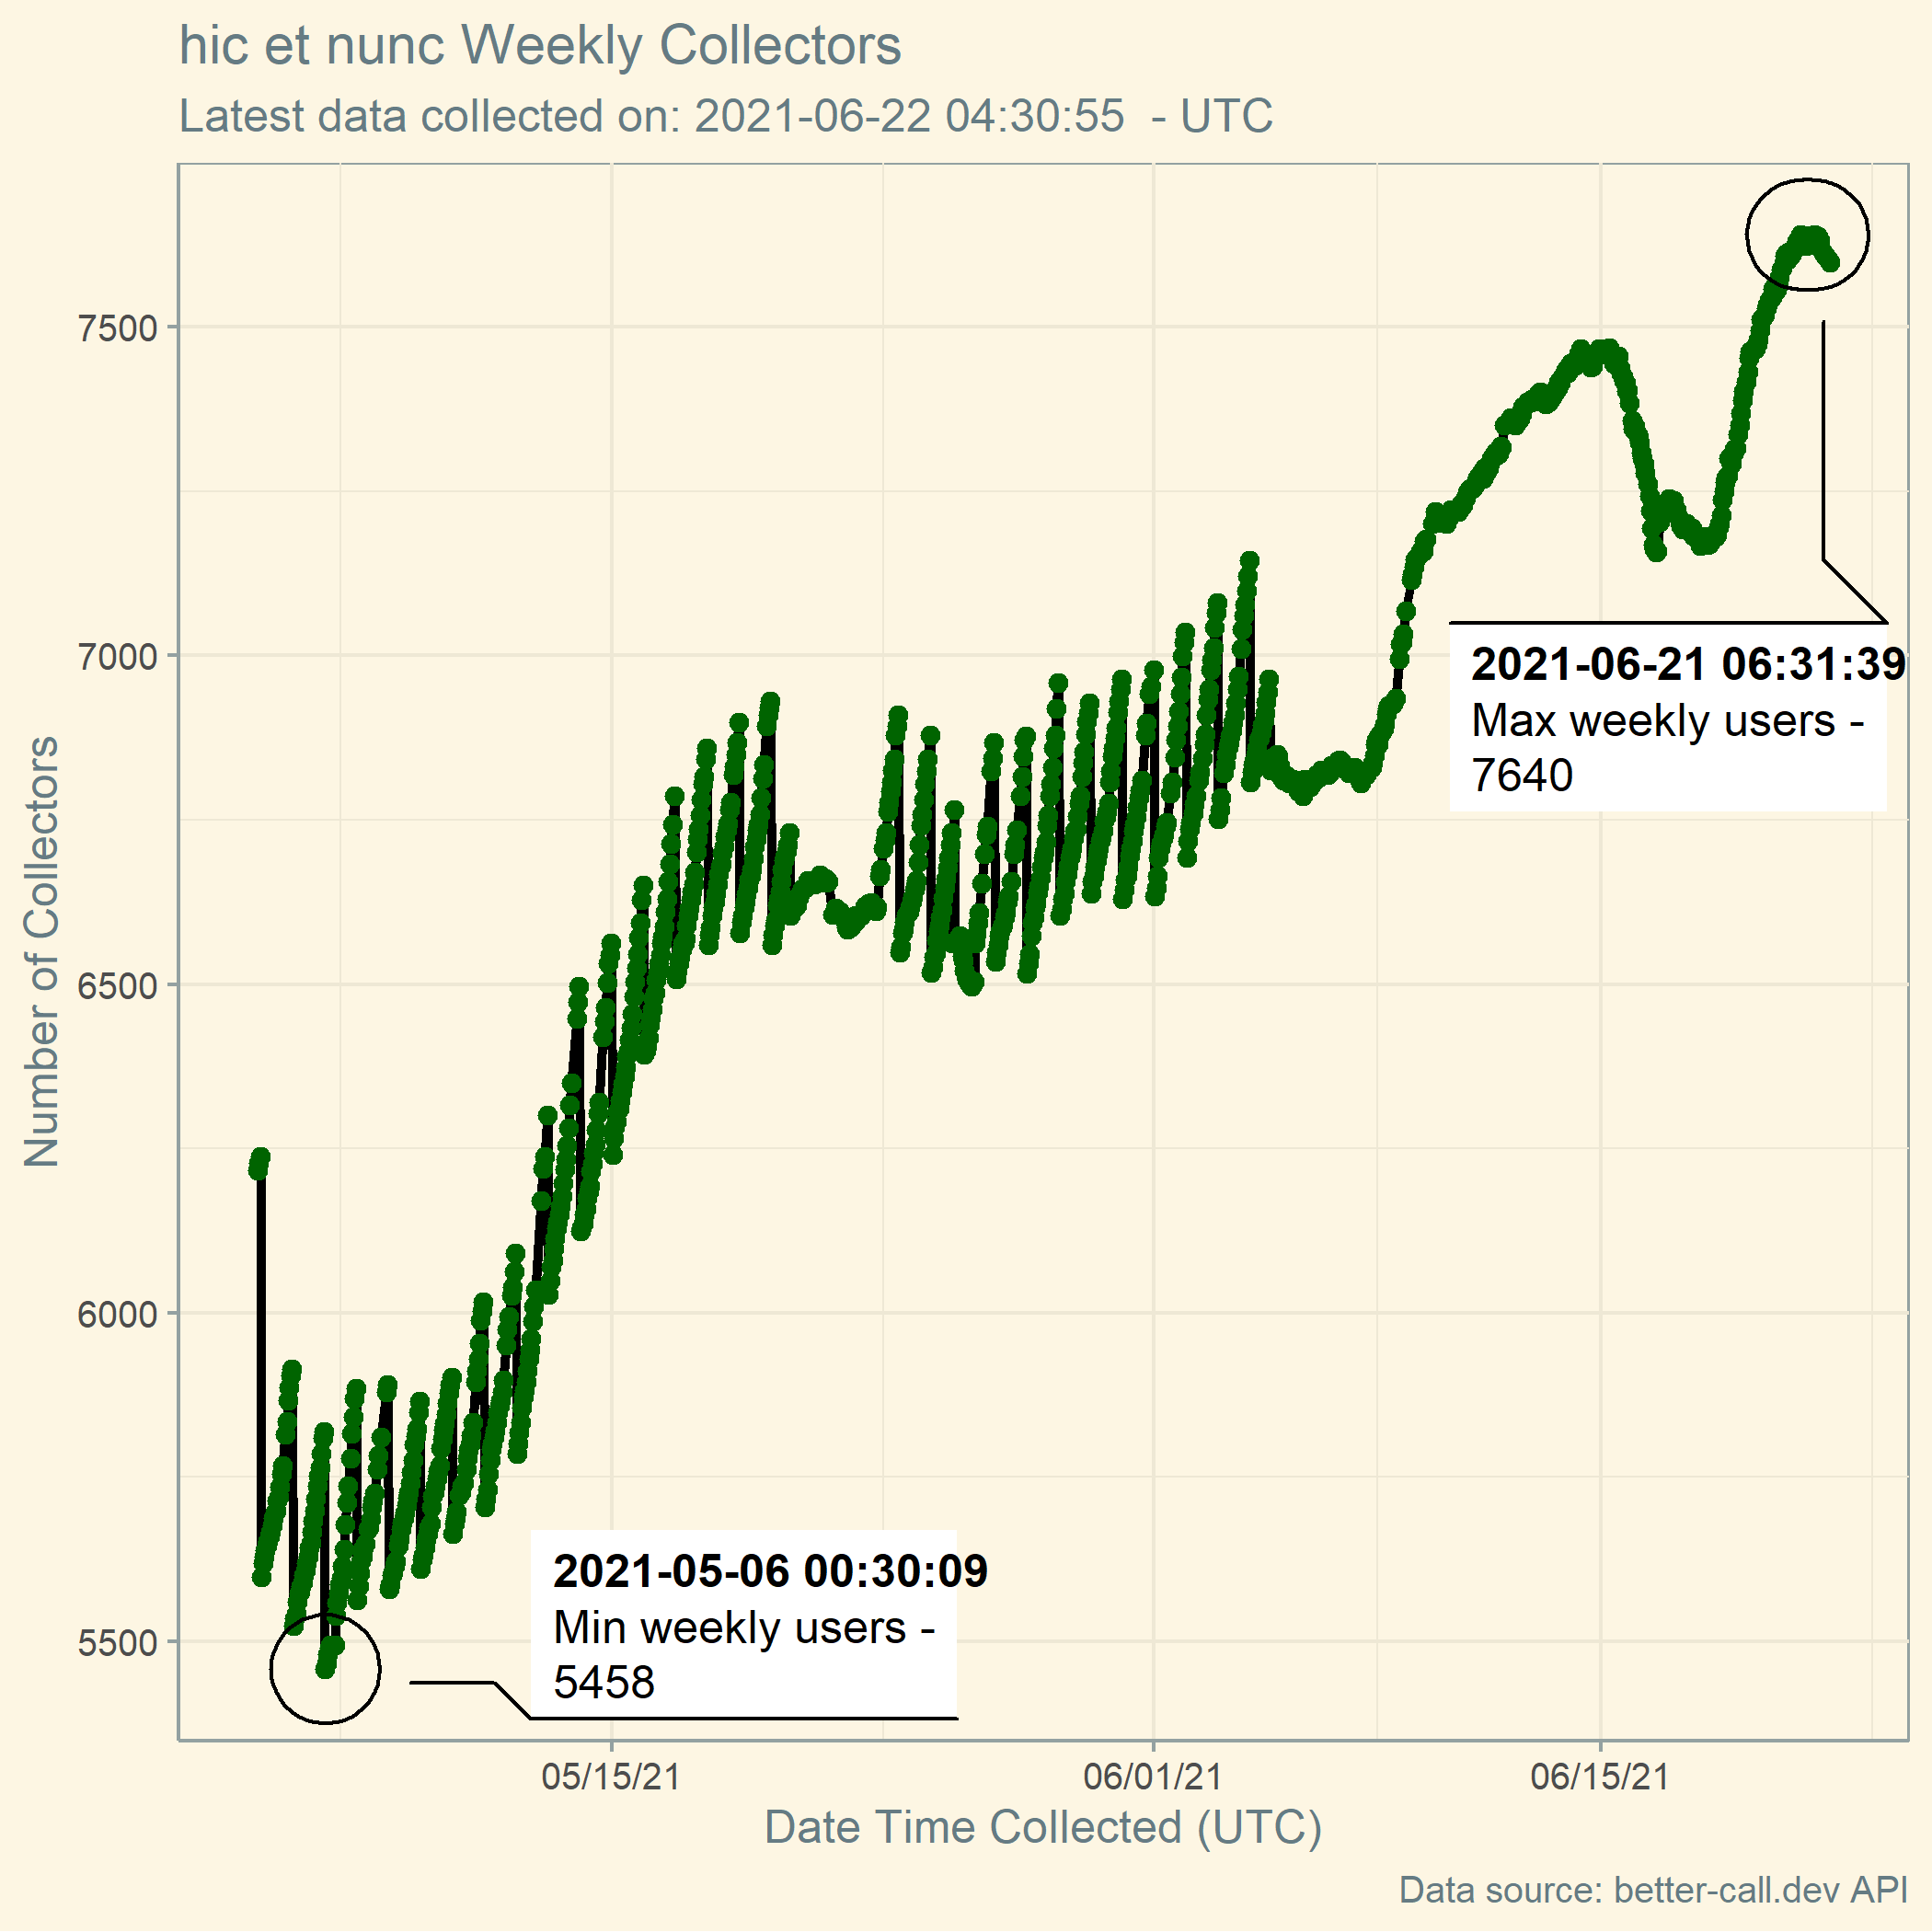 hic et nunc Weekly Collectors
Latest data collected on: 2021-06-22 04:30:55  - UTC
Number of Collectors
7500
7000
6500
6000
5500
2021-06-21 06:31:39
Max weekly users -
7640
2021-05-06 00:30:09
Min weekly users -
5458
05/15/21
06/01/21
06/15/21
Date Time Collected (UTC)
Data source: better-call.dev API